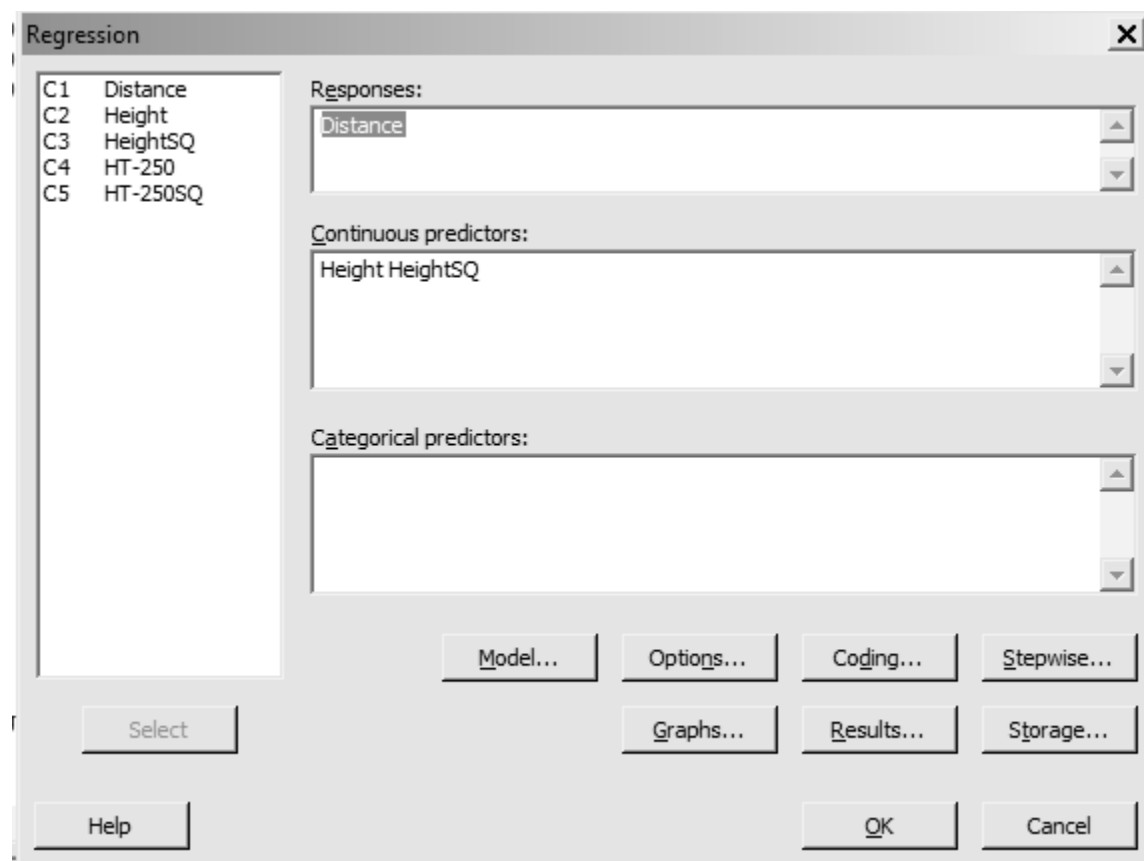 Regression
C1 Distance
C2 Height
C3 HeightSQ
C4 HT-250
C5 HT-250SQ
Responses:
Distance
Continuous predictors:
Height HeightSQ
Categorical predictors:
Model... Options... Coding... Stepwise...
Select Graphs... Results... Storage...
Help OK Cancel